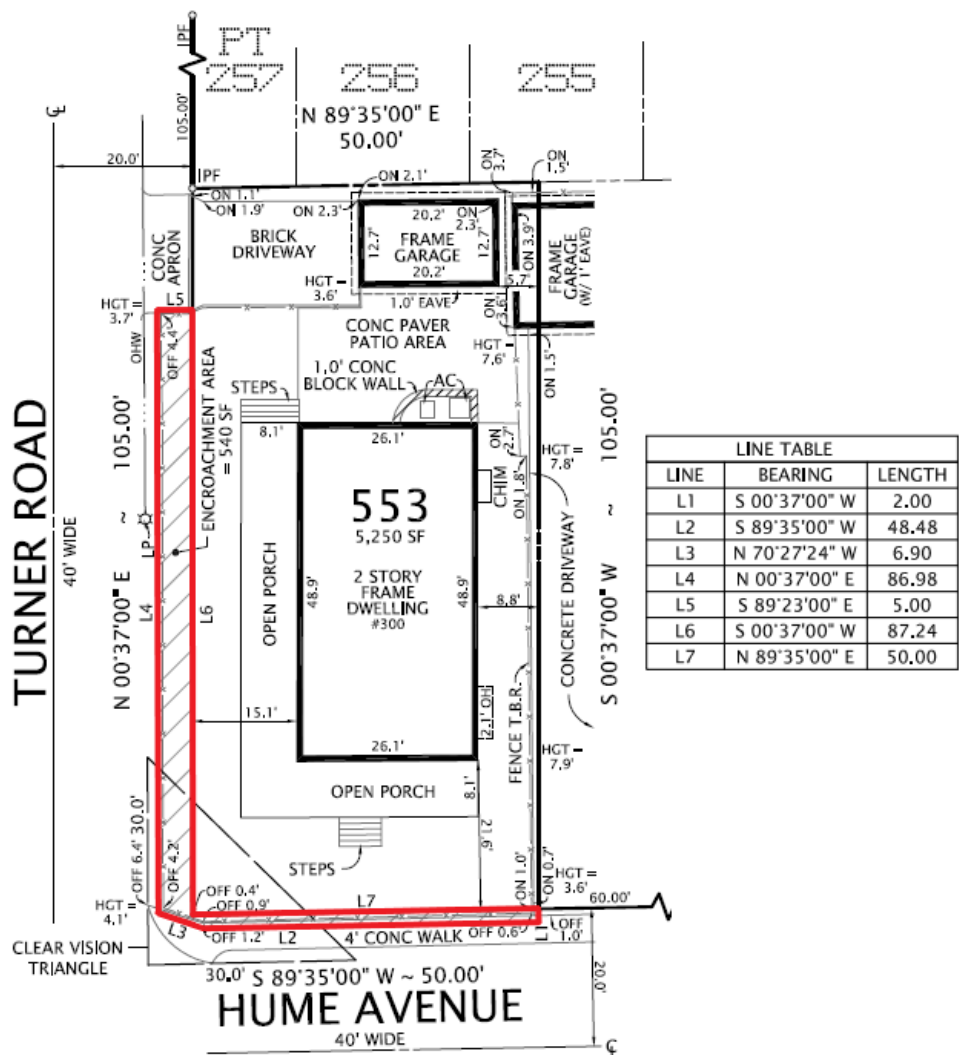 IPF
PT
257
256
255
N 89°35'00" E
50.00'
105.00'
℄
20.0'
IPF
ON 1.1'
ON 1.9'
ON 2.3'
ON 2.1'
ON
3.7'
ON
1.5'
CONC
APRON
BRICK
DRIVEWAY
20.2'
12.7'
FRAME
GARAGE
12.7'
20.2'
ON
2.3'
ON 3.9'
5.7'
FRAME
GARAGE
(W/ 1' EAVE)
HGT =
3.6'
1.0' EAVE
ON
3.6'
L5
HGT =
3.7'
OFF 4.4'
OHW
CONC PAVER
PATIO AREA
HGT =
7.6'
ON 1.5'
1.0' CONC
BLOCK WALL
AC
STEPS
8.1'
26.1'
ENCROACHMENT AREA
= 540 SF
ON
2.7'
HGT =
7.8'
ON 1.8'
CHIM
553
5,250 SF
2 STORY
FRAME
DWELLING
#300
48.9'
48.9'
OPEN PORCH
8.8'
CONCRETE DRIVEWAY
TURNER ROAD
40' WIDE
N 00°37'00" E ~ 105.00'
LP
L4
L6
S 00°37'00" W ~ 105.00'
15.1'
2.1' OH
FENCE T.B.R.
26.1'
HGT =
7.9'
OPEN PORCH
8.1'
21.6'
STEPS
30.0'
OFF 6.4'
OFF 4.2'
OFF 0.4'
OFF 0.9'
L7
ON 1.0'
ON 0.7'
HGT =
3.6'
60.00'
HGT =
4.1'
L3
OFF 1.2'
L2
4' CONC WALK
OFF 0.6'
L1
OFF
1.0'
CLEAR VISION
TRIANGLE
30.0'
S 89°35'00" W ~ 50.00'
20.0'
HUME AVENUE
40' WIDE
℄
LINE TABLE
LINE BEARING LENGTH
L1 S 00°37'00" W 2.00
L2 S 89°35'00" W 48.48
L3 N 70°27'24" W 6.90
L4 N 00°37'00" E 86.98
L5 S 89°23'00" E 5.00
L6 S 00°37'00" W 87.24
L7 N 89°35'00" E 50.00